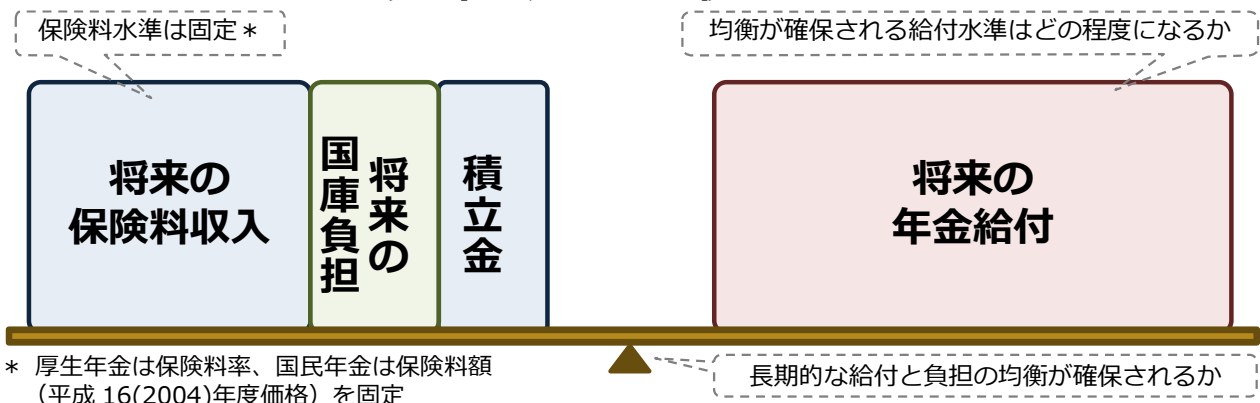 保険料水準は固定＊
均衡が確保される給付水準はどの程度になるか
将来の
保険料収入
将来の
国庫負担
積立金
将来の
年金給付
＊ 厚生年金は保険料率、国民年金は保険料額
（平成 16(2004)年度価格）を固定
長期的な給付と負担の均衡が確保されるか